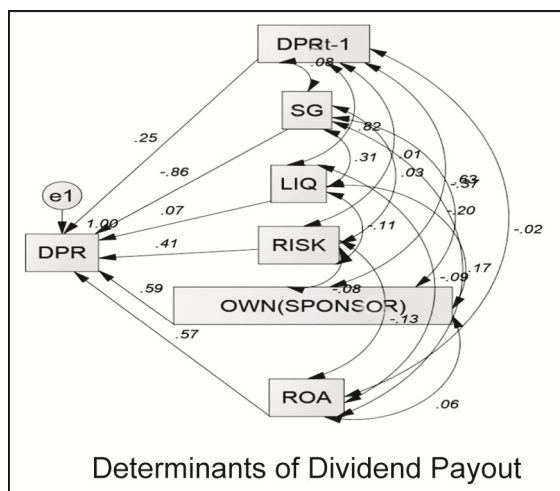 DPRt-1
.08
SG
.25
.82
.01
-.86
.31
.03
.63
-.37
LIQ
e1
.07
-.11
-.20
1.00
RISK
-.02
DPR
.41
.17
-.09
.59
-.08
OWN(SPONSOR)
-.13
.57
ROA
.06
Determinants of Dividend Payout